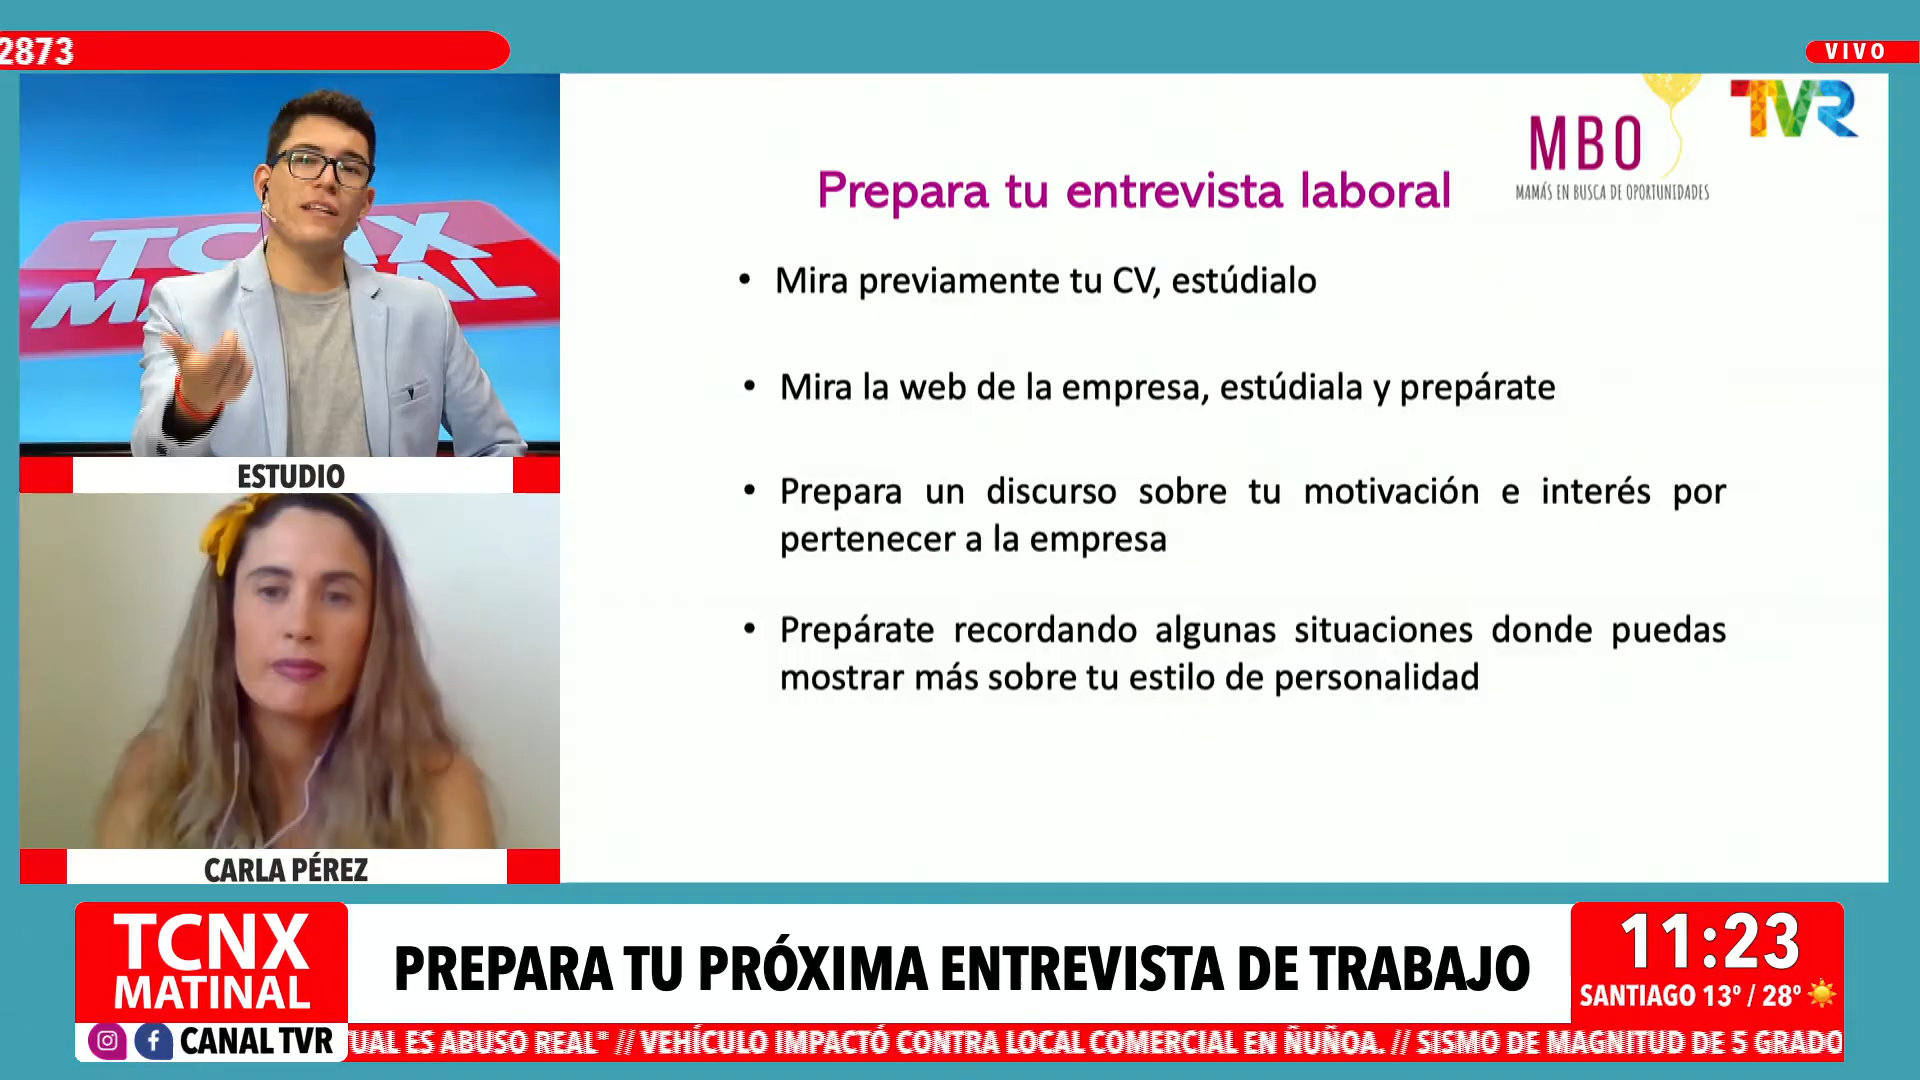 2873
VIVO
TCNX
MATINAL
ESTUDIO
CARLA PÉREZ
MBO
MAMÁS EN BUSCA DE OPORTUNIDADES
TVR
Prepara tu entrevista laboral
• Mira previamente tu CV, estúdialo
• Mira la web de la empresa, estúdiala y prepárate
• Prepara un discurso sobre tu motivación e interés por
pertenecer a la empresa
• Prepárate recordando algunas situaciones donde puedas
mostrar más sobre tu estilo de personalidad
TCNX
MATINAL
PREPARA TU PRÓXIMA ENTREVISTA DE TRABAJO
11:23
SANTIAGO 13º / 28º
CANAL TVR
TUAL ES ABUSO REAL" // VEHÍCULO IMPACTÓ CONTRA LOCAL COMERCIAL EN ÑUÑOA. // SISMO DE MAGNITUD DE 5 GRADO